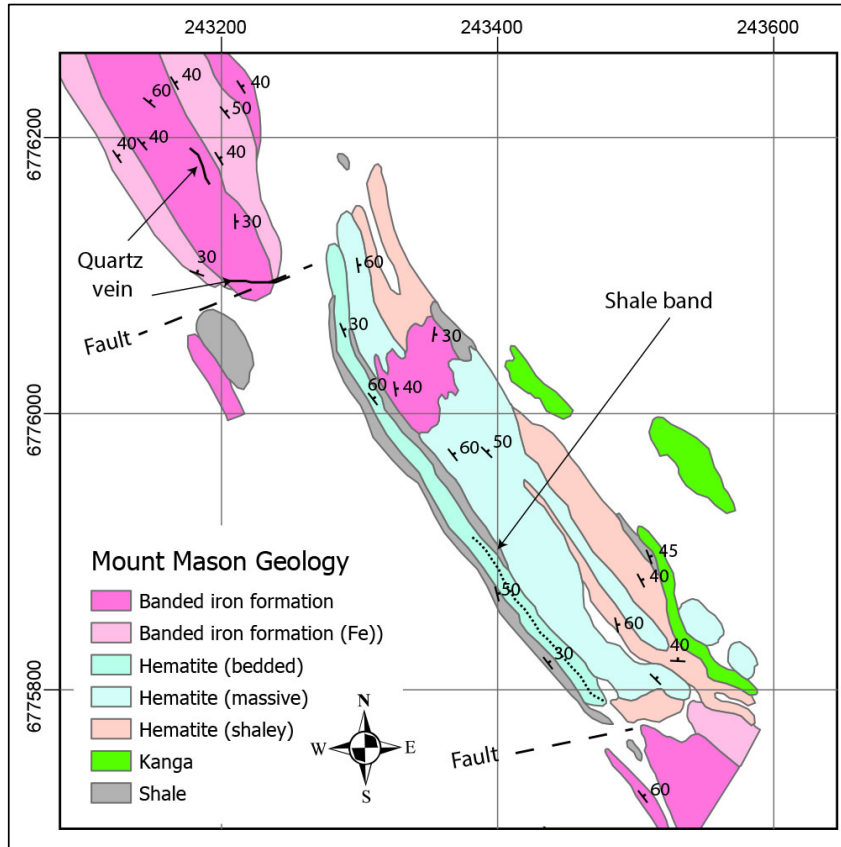 243200
243400
243600
6776200
6776000
6775800
40
60
40
50
40
40
40
30
30
Quartz
vein
Fault
60
30
30
40
60
Shale band
60
50
50
45
40
60
40
30
Fault
60
Mount Mason Geology
Banded iron formation
Banded iron formation (Fe))
Hematite (bedded)
Hematite (massive)
Hematite (shaley)
Kanga
Shale
N
W
E
S